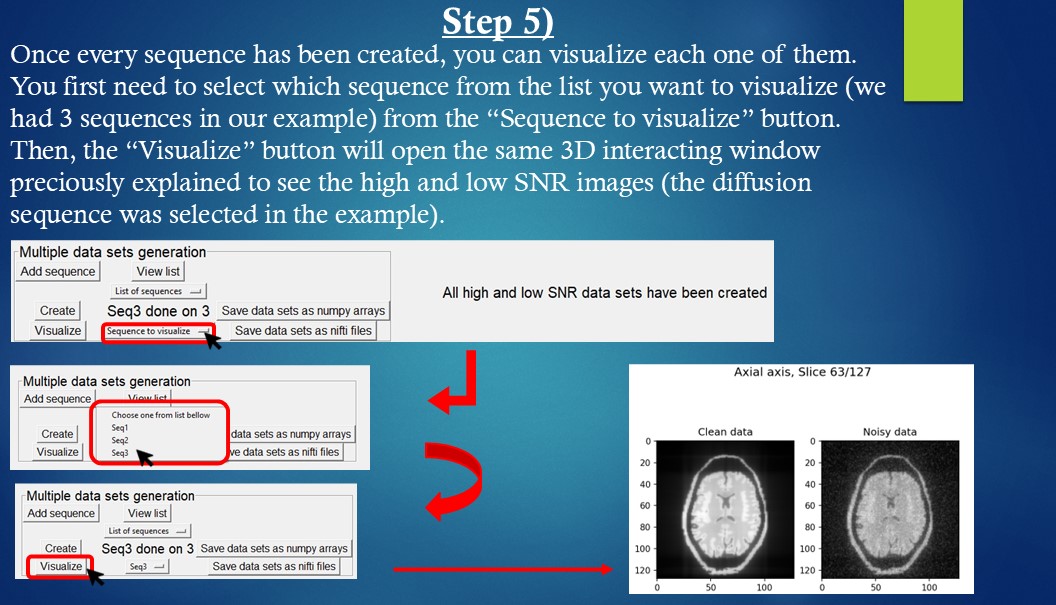 Step 5)
Once every sequence has been created, you can visualize each one of them.
You first need to select which sequence from the list you want to visualize (we
had 3 sequences in our example) from the “Sequence to visualize” button.
Then, the “Visualize” button will open the same 3D interacting window
preciously explained to see the high and low SNR images (the diffusion
sequence was selected in the example).
Multiple data sets generation
Add sequence View list
List of sequences
Create Seq3 done on 3 Save data sets as numpy arrays
Visualize Sequence to visualize Save data sets as nifti files
All high and low SNR data sets have been created
Multiple data sets generation
Add sequence View list
Choose one from list bellow
Seq1
Create Seq2 data sets as numpy arrays
Visualize Seq3 ve data sets as nifti files
Multiple data sets generation
Add sequence View list
List of sequences
Create Seq3 done on 3 Save data sets as numpy arrays
Visualize Seq3 Save data sets as nifti files
Axial axis, Slice 63/127
Clean data
0
20
40
60
80
100
120
0 50 100
Noisy data
0
20
40
60
80
100
120
0 50 100